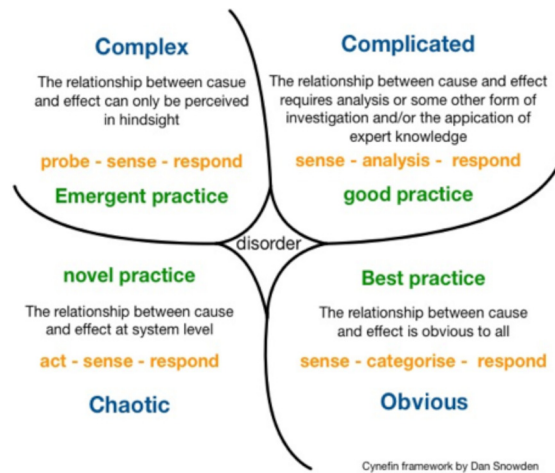 Complex
The relationship between casue
and effect can only be perceived
in hindsight
probe - sense - respond
Emergent practice
Complicated
The relationship between cause and effect
requires analysis or some other form of
investigation and/or the appication of
expert knowledge
sense - analysis - respond
good practice
disorder
novel practice
The relationship between cause
and effect at system level
act - sense - respond
Chaotic
Best practice
The relationship between cause
and effect is obvious to all
sense - categorise - respond
Obvious
Cynefin framework by Dan Snowden